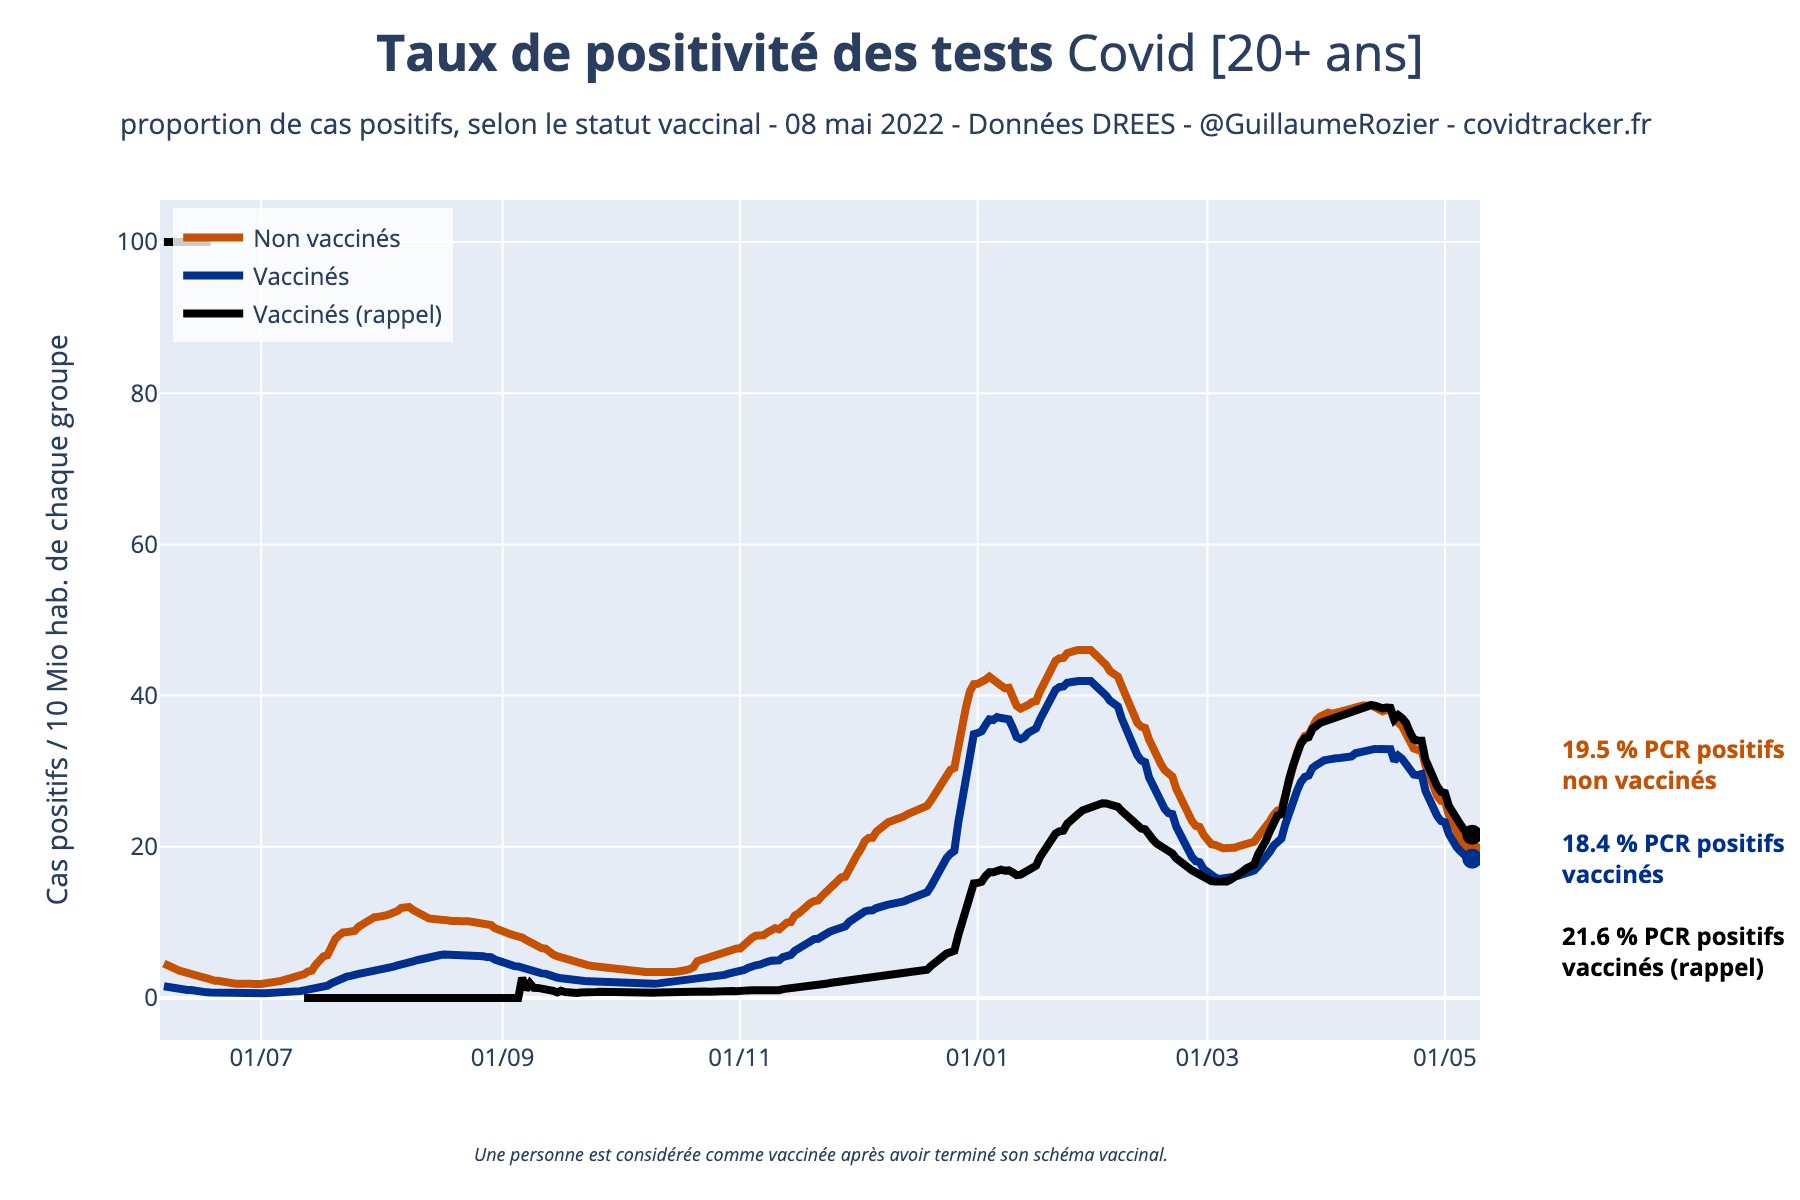 Taux de positivité des tests Covid [20+ ans]
proportion de cas positifs, selon le statut vaccinal - 08 mai 2022 - Données DREES - @GuillaumeRozier - covidtracker.fr
Cas positifs / 10 Mio hab. de chaque groupe
100
80
60
40
20
0
Non vaccinés
Vaccinés
Vaccinés (rappel)
01/07
01/09
01/11
01/01
01/03
01/05
19.5 % PCR positifs
non vaccinés
18.4 % PCR positifs
vaccinés
21.6 % PCR positifs
vaccinés (rappel)
Une personne est considérée comme vaccinée après avoir terminé son schéma vaccinal.